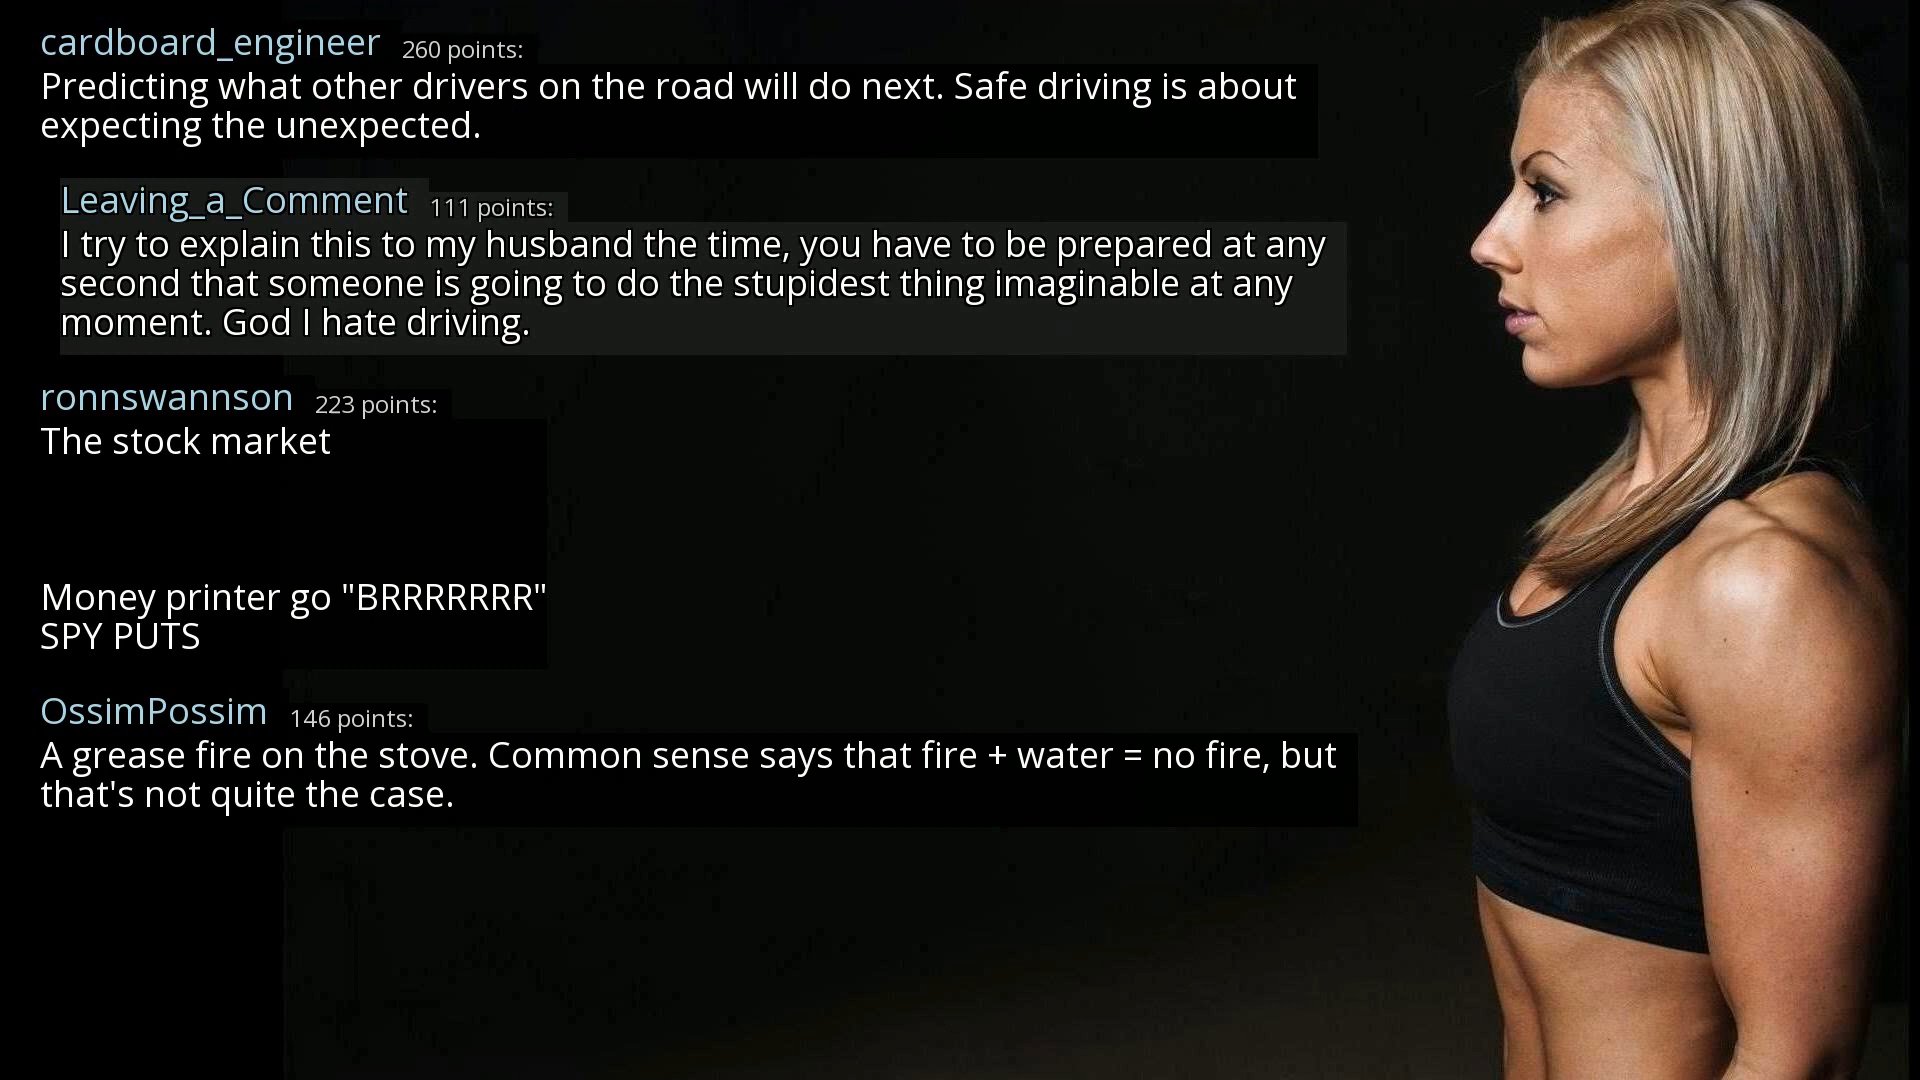 cardboard_engineer 260 points:
Predicting what other drivers on the road will do next. Safe driving is about
expecting the unexpected.
Leaving_a_Comment 111 points:
I try to explain this to my husband the time, you have to be prepared at any
second that someone is going to do the stupidest thing imaginable at any
moment. God I hate driving.
ronnswannson 223 points:
The stock market
Money printer go "BRRRRRRR"
SPY PUTS
OssimPossim 146 points:
A grease fire on the stove. Common sense says that fire + water = no fire, but
that's not quite the case.